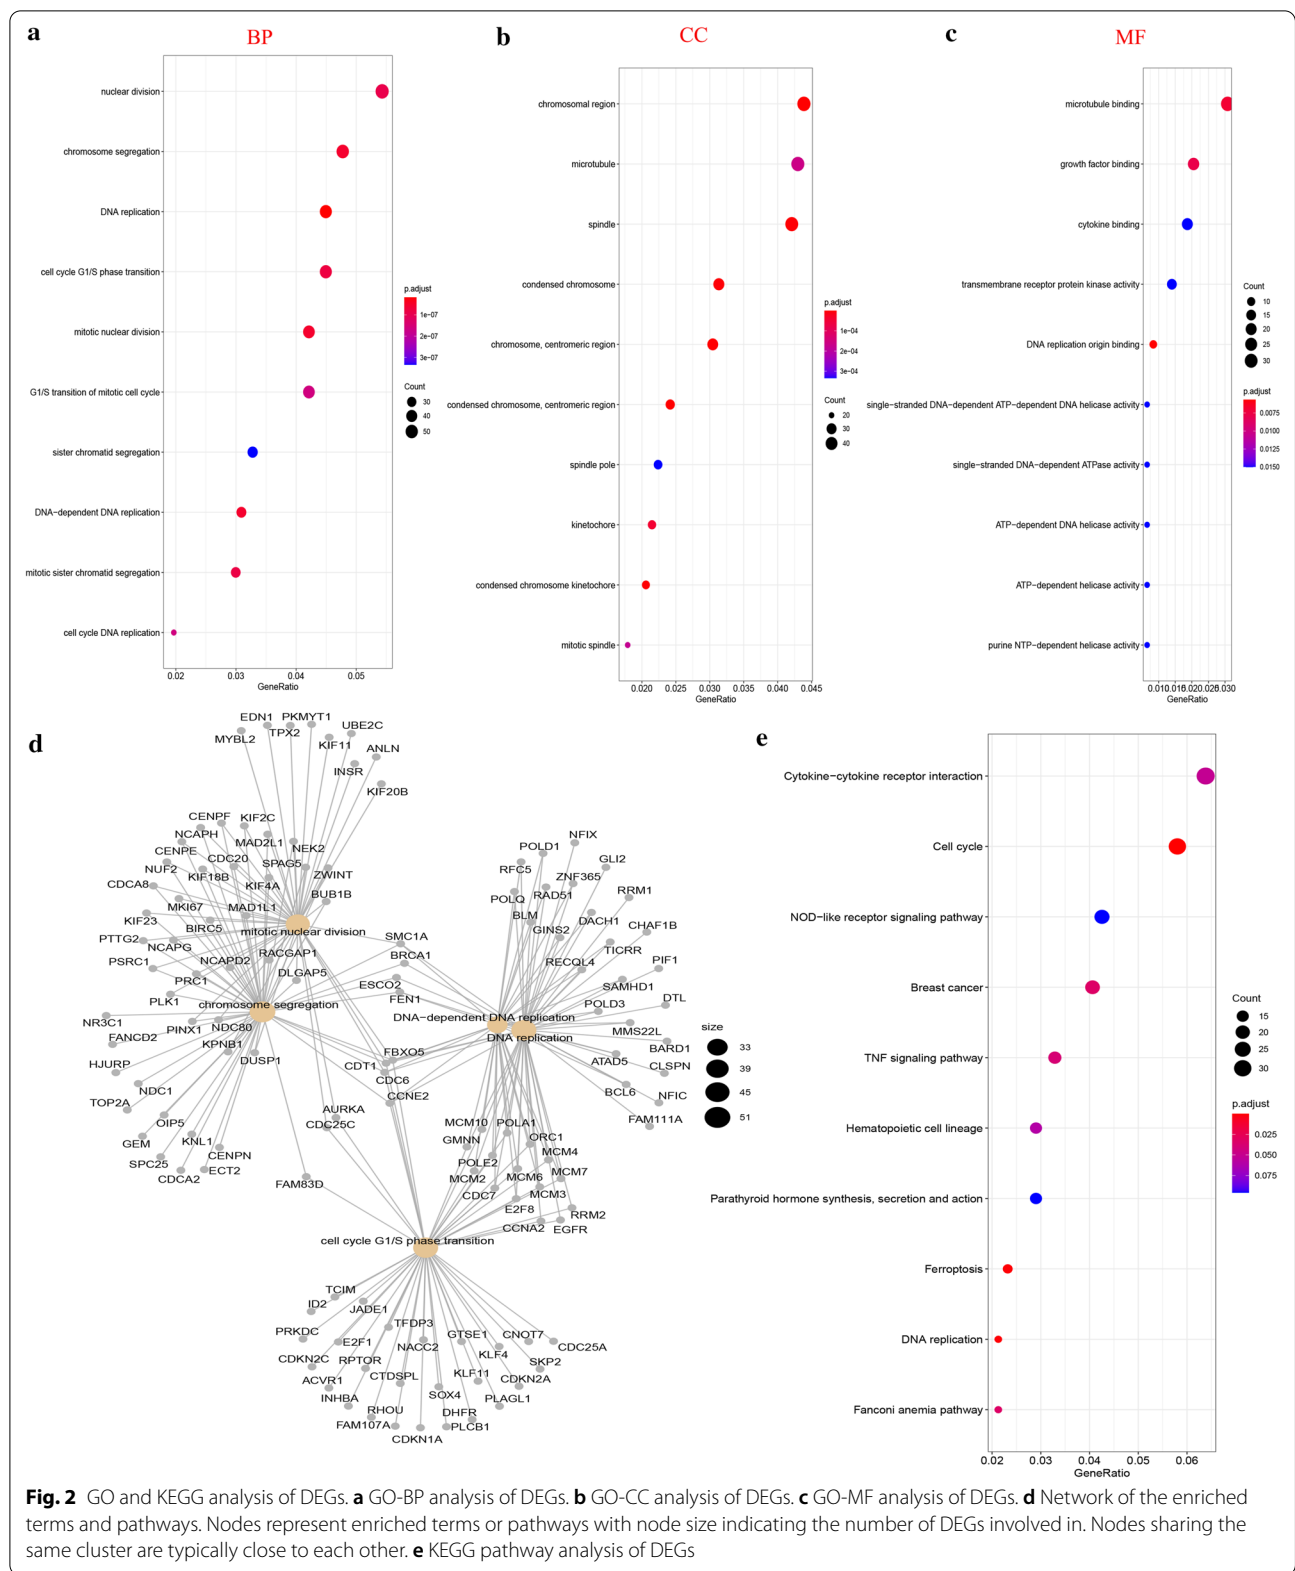 a
BP
nuclear division
chromosome segregation
DNA replication
cell cycle G1/S phase transition
mitotic nuclear division
G1/S transition of mitotic cell cycle
sister chromatid segregation
DNA−dependent DNA replication
mitotic sister chromatid segregation
cell cycle DNA replication
0.02 0.03 0.04 0.05
GeneRatio
p.adjust
1e−07
2e−07
3e−07
Count
30
40
50
b
CC
chromosomal region
microtubule
spindle
condensed chromosome
chromosome, centromeric region
condensed chromosome, centromeric region
spindle pole
kinetochore
condensed chromosome kinetochore
mitotic spindle
0.020 0.025 0.030 0.035 0.040 0.045
GeneRatio
p.adjust
1e−04
2e−04
3e−04
Count
20
30
40
c
MF
microtubule binding
growth factor binding
cytokine binding
transmembrane receptor protein kinase activity
DNA replication origin binding
single−stranded DNA−dependent ATP−dependent DNA helicase activity
single−stranded DNA−dependent ATPase activity
ATP−dependent DNA helicase activity
ATP−dependent helicase activity
purine NTP−dependent helicase activity
0.010 0.015 0.020 0.025 0.030
GeneRatio
Count
10
15
20
25
30
p.adjust
0.0075
0.0100
0.0125
0.0150
d
EDN1 PKMYT1
MYBL2 TPX2 UBE2C
KIF11
ANLN
INSR
KIF20B
CENPF KIF2C
NCAPH MAD2L1
CENPE NEK2
CDC20 SPAG5
NUF2 KIF18B ZWINT
CDCA8 KIF4A
BUB1B
MKI67 MAD1L1
KIF23 BIRC5
mitotic nuclear division
PTTG2 NCAPG
RACGAP1
PSRC1 NCAPD2
PRC1 DLGAP5
PLK1
chromosome segregation
NR3C1 PINX1 NDC80
FANCD2
KPNB1
HJURP DUSP1
NDC1
TOP2A
OIP5
GEM KNL1
SPC25 CENPN
CDCA2 ECT2
SMC1A
BRCA1
ESCO2
FEN1
FBXO5
CDT1
CDC6
CCNE2
AURKA
CDC25C
FAM83D
NFIX
POLD1
RFC5 GLI2
ZNF365
POLQ RAD51 RRM1
BLM DACH1
GINS2 CHAF1B
TICRR
RECQL4 PIF1
SAMHD1
POLD3 DTL
DNA−dependent DNA replication
DNA replication
MMS22L
BARD1
ATAD5 CLSPN
BCL6 NFIC
FAM111A
MCM10 POLA1
GMNN ORC1
POLE2 MCM4
MCM2 MCM6 MCM7
CDC7 MCM3
E2F8 RRM2
CCNA2 EGFR
cell cycle G1/S phase transition
TCIM
ID2 JADE1
PRKDC TFDP3
E2F1 GTSE1 CNOT7
NACC2 CDC25A
CDKN2C RPTOR KLF4
SKP2
ACVR1 CTDSPL KLF11
CDKN2A
INHBA SOX4 PLAGL1
RHOU DHFR
FAM107A PLCB1
CDKN1A
size
33
39
45
51
e
Cytokine−cytokine receptor interaction
Cell cycle
NOD−like receptor signaling pathway
Breast cancer
TNF signaling pathway
Hematopoietic cell lineage
Parathyroid hormone synthesis, secretion and action
Ferroptosis
DNA replication
Fanconi anemia pathway
0.02 0.03 0.04 0.05 0.06
GeneRatio
Count
15
20
25
30
p.adjust
0.025
0.050
0.075
Fig. 2 GO and KEGG analysis of DEGs. a GO-BP analysis of DEGs. b GO-CC analysis of DEGs. c GO-MF analysis of DEGs. d Network of the enriched
terms and pathways. Nodes represent enriched terms or pathways with node size indicating the number of DEGs involved in. Nodes sharing the
same cluster are typically close to each other. e KEGG pathway analysis of DEGs